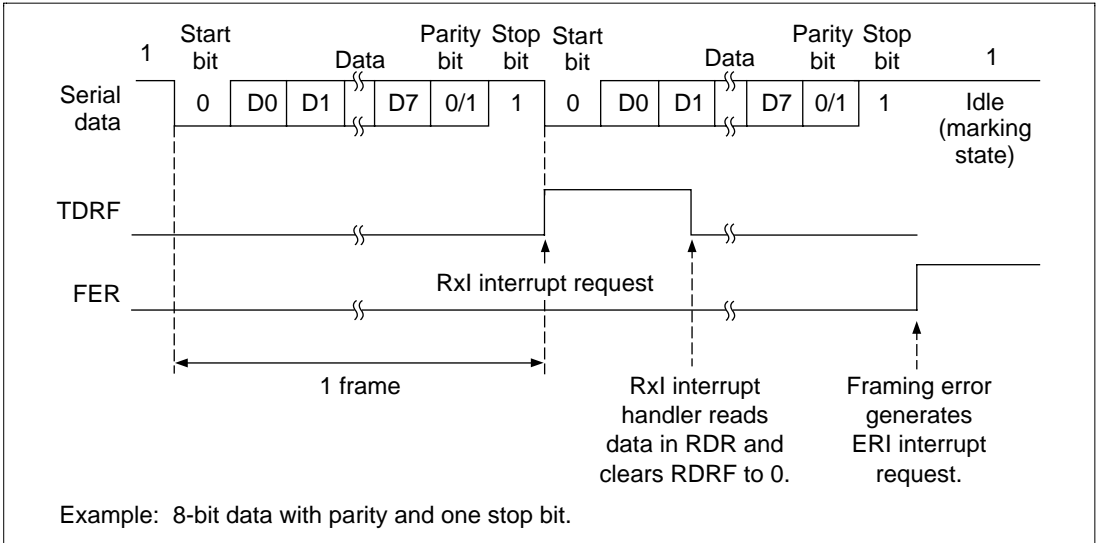 1 Start bit Data Parity bit Stop bit Start bit Data Parity bit Stop bit 1
Serial data 0 D0 D1 D7 0/1 1 0 D0 D1 D7 0/1 1 Idle (marking state)
TDRF
RxI interrupt request
FER
1 frame
RxI interrupt
handler reads
data in RDR and
clears RDRF to 0.
Framing error
generates
ERI interrupt
request.
Example: 8-bit data with parity and one stop bit.